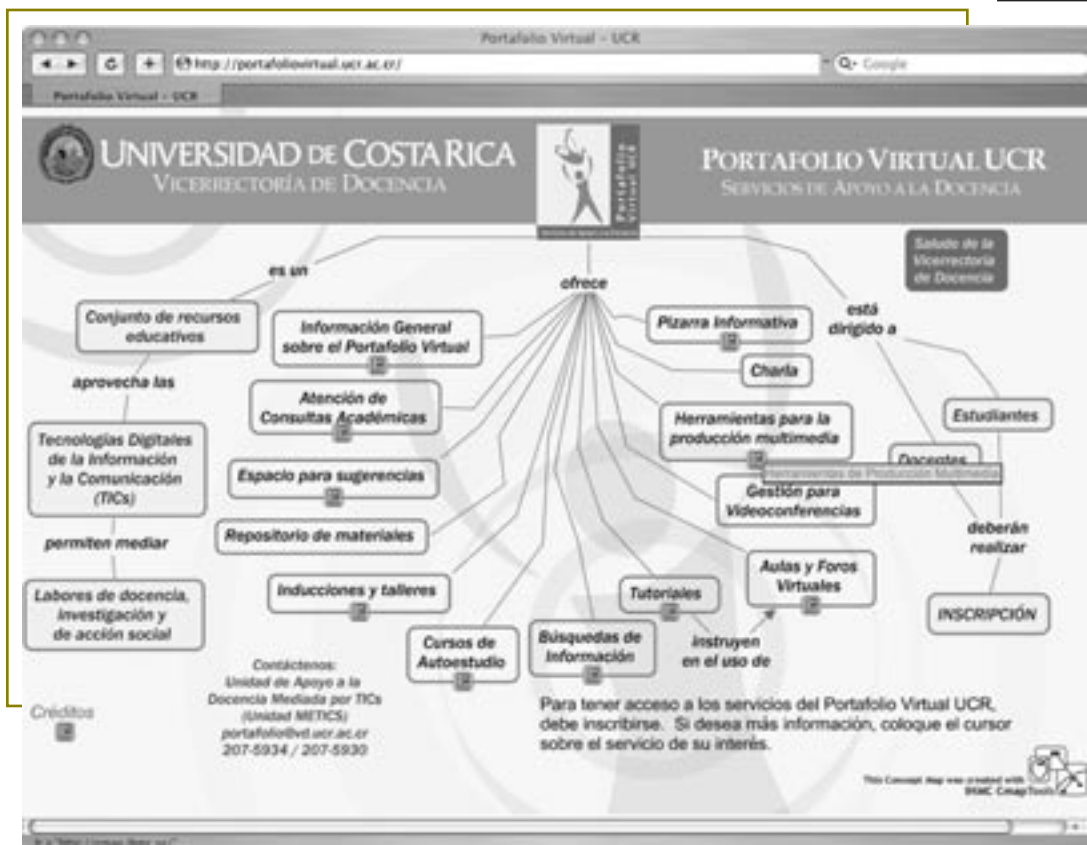 Portafolio Virtual - UCR
http://portafoliovirtual.ucr.ac.cr/
Google
Portafolio Virtual - UCR
UNIVERSIDAD DE COSTA RICA
VICERRECTORÍA DE DOCENCIA
Portafolio
Virtual UCR
PORTAFOLIO VIRTUAL UCR
SERVICIOS DE APOYO A LA DOCENCIA
Saludo de la
Vicerrectoría
de Docencia
es un
ofrece
está
dirigido a
Conjunto de recursos
educativos
Información General
sobre el Portafolio Virtual
Pizarra Informativa
Charla
aprovecha las
Atención de
Consultas Académicas
Herramientas para la
producción multimedia
Estudiantes
Docentes
Herramientas de Producción Multimedia
Tecnologías Digitales
de la Información
y la Comunicación
(TICs)
Espacio para sugerencias
Gestión para
Videoconferencias
Repositorio de materiales
deberán
realizar
permiten mediar
Inducciones y talleres
Tutoriales
Aulas y Foros
Virtuales
Labores de docencia,
investigación y
de acción social
INSCRIPCIÓN
Cursos de
Autoestudio
Búsquedas de
Información
instruyen
en el uso de
Contáctenos:
Unidad de Apoyo a la
Docencia Mediada por TICs
(Unidad METICS)
portafolio@vd.ucr.ac.cr
207-5934 / 207-5930
Créditos
Para tener acceso a los servicios del Portafolio Virtual UCR,
debe inscribirse. Si desea más información, coloque el cursor
sobre el servicio de su interés.
This Concept Map was created with
IHMC CmapTools